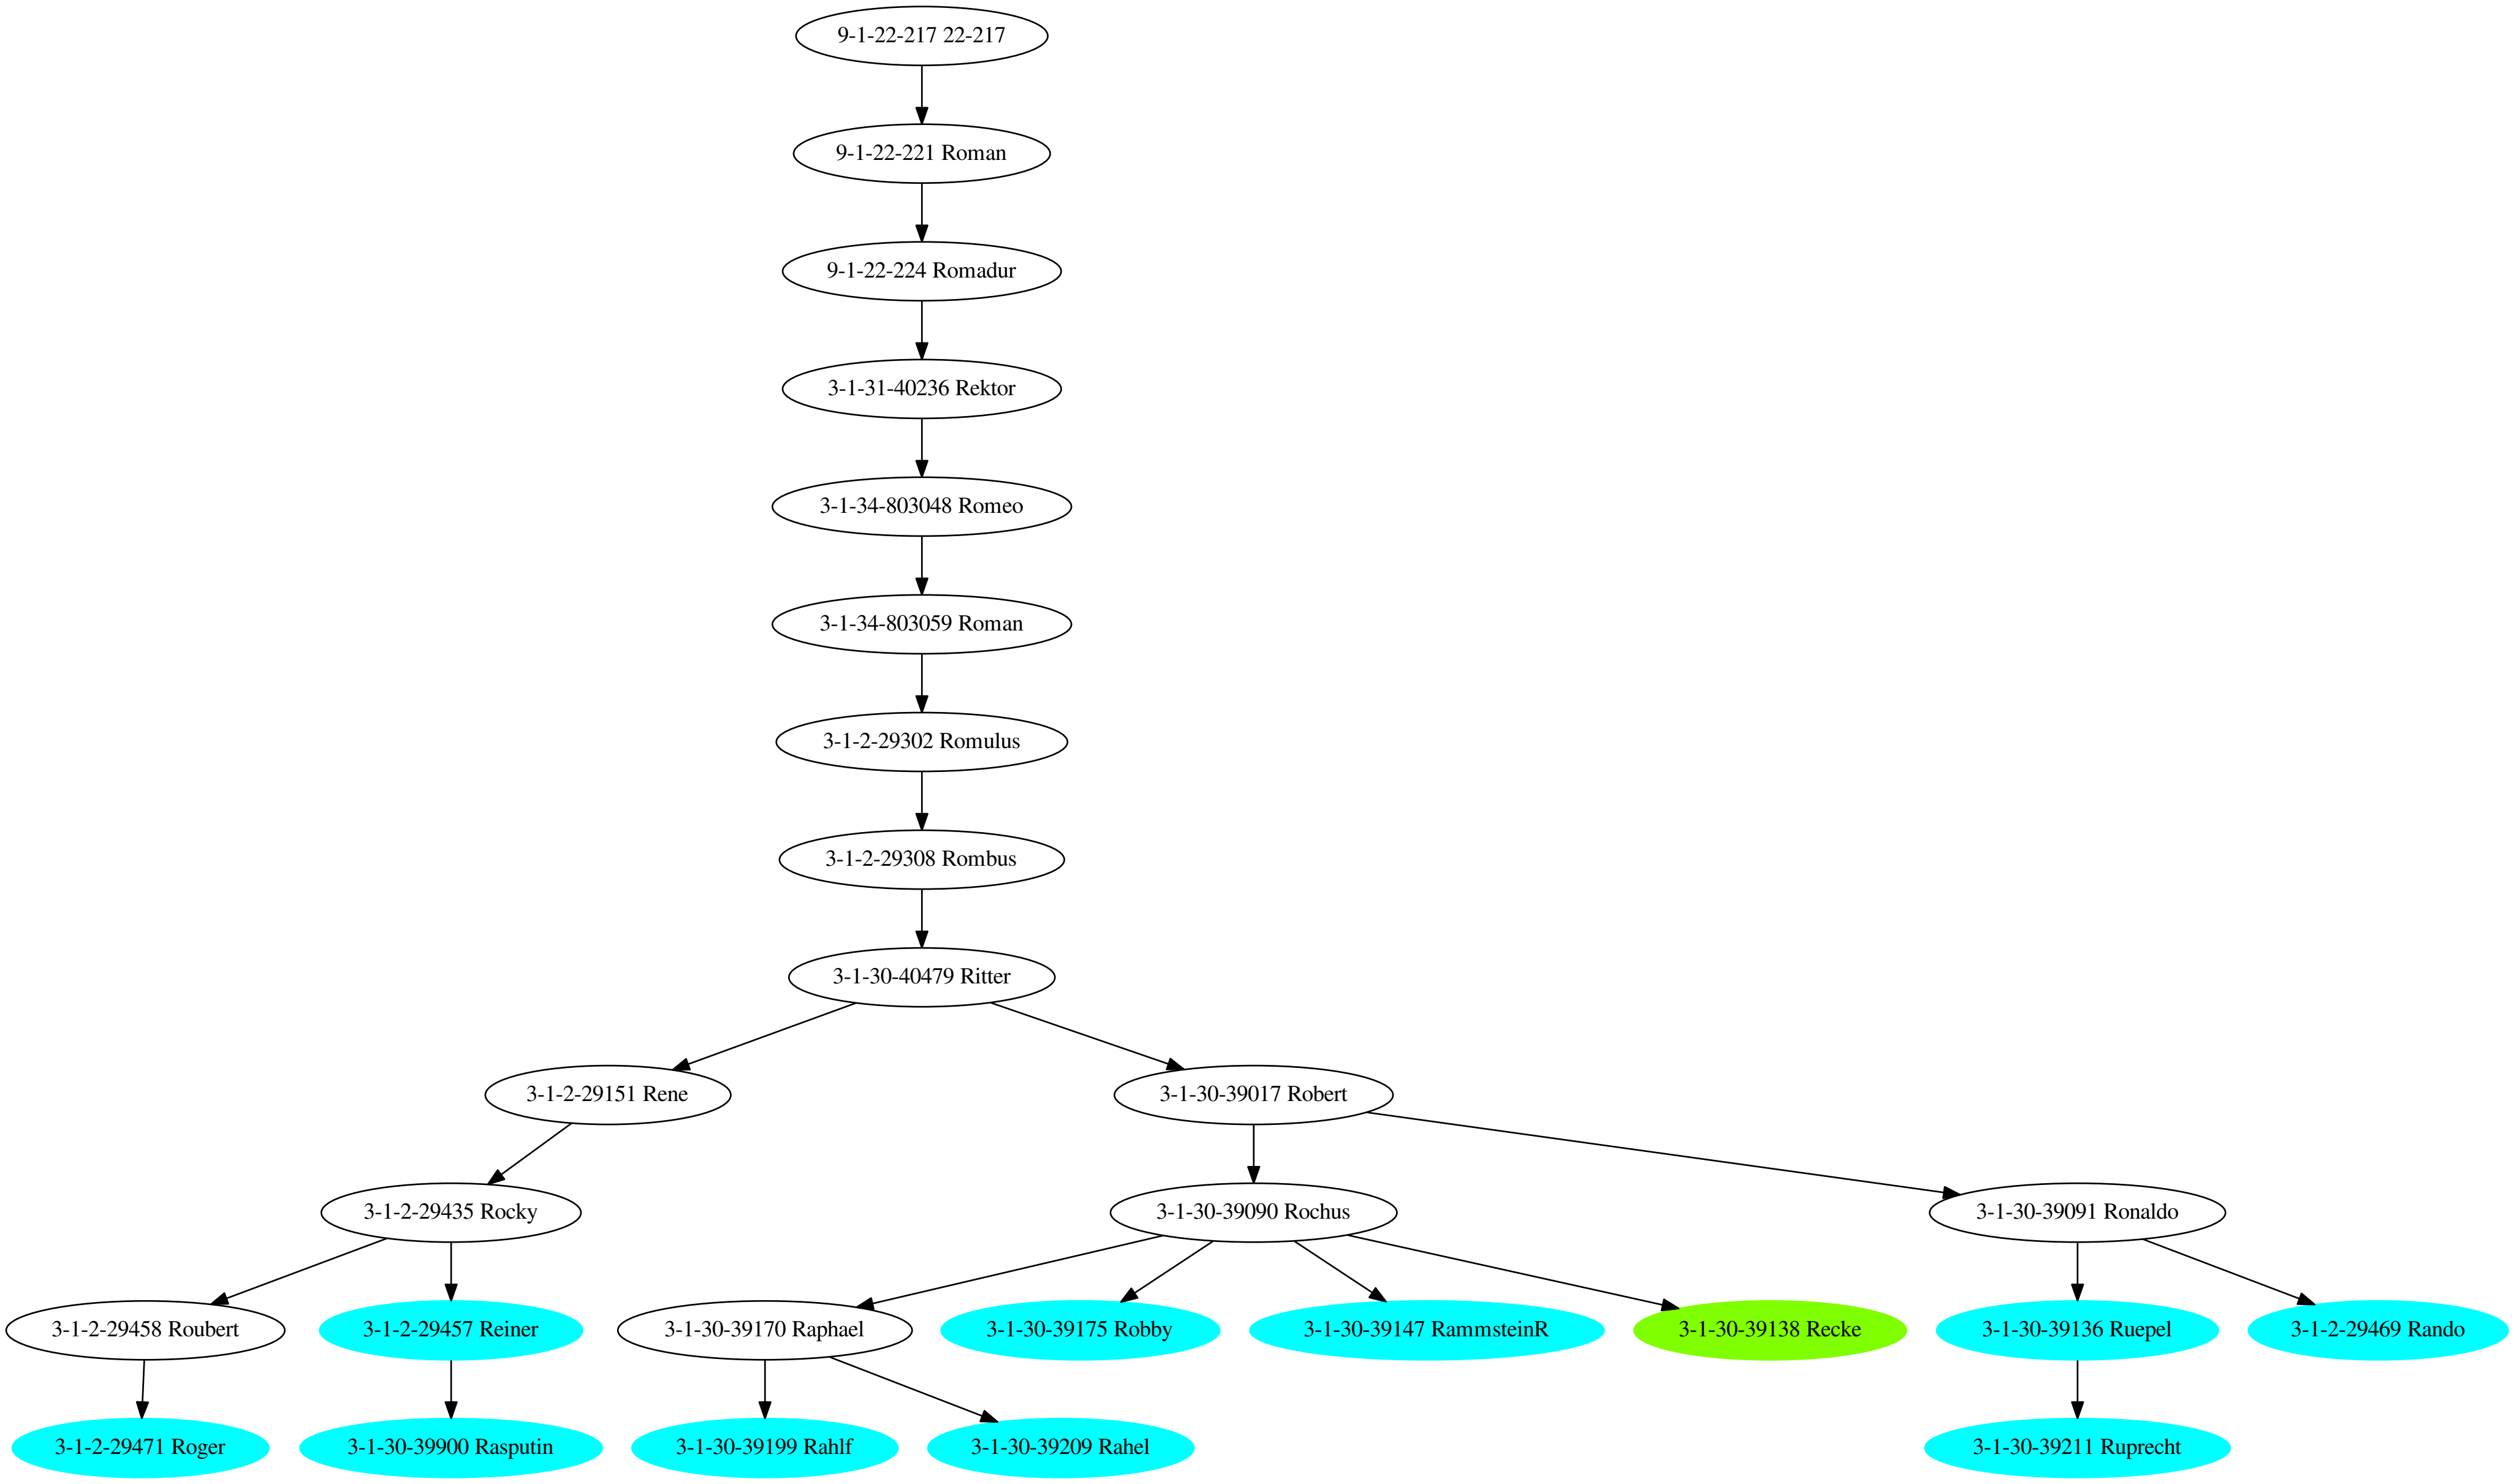 9-1-22-217 22-217
9-1-22-221 Roman
9-1-22-224 Romadur
3-1-31-40236 Rektor
3-1-34-803048 Romeo
3-1-34-803059 Roman
3-1-2-29302 Romulus
3-1-2-29308 Rombus
3-1-30-40479 Ritter
3-1-2-29151 Rene
3-1-30-39017 Robert
3-1-2-29435 Rocky
3-1-30-39090 Rochus
3-1-30-39091 Ronaldo
3-1-2-29458 Roubert
3-1-2-29457 Reiner
3-1-30-39170 Raphael
3-1-30-39175 Robby
3-1-30-39147 RammsteinR
3-1-30-39138 Recke
3-1-30-39136 Ruepel
3-1-2-29469 Rando
3-1-2-29471 Roger
3-1-30-39900 Rasputin
3-1-30-39199 Rahlf
3-1-30-39209 Rahel
3-1-30-39211 Ruprecht